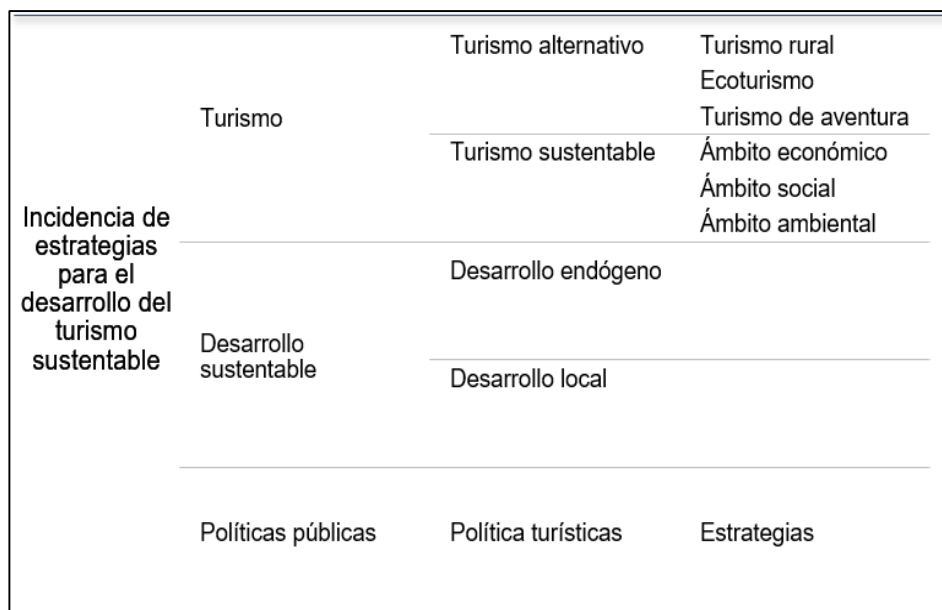 Incidencia de
estrategias
para el
desarrollo del
turismo
sustentable
Turismo
Turismo alternativo
Turismo rural
Ecoturismo
Turismo de aventura
Turismo sustentable
Ámbito económico
Ámbito social
Ámbito ambiental
Desarrollo
sustentable
Desarrollo endógeno
Desarrollo local
Políticas públicas
Política turísticas
Estrategias